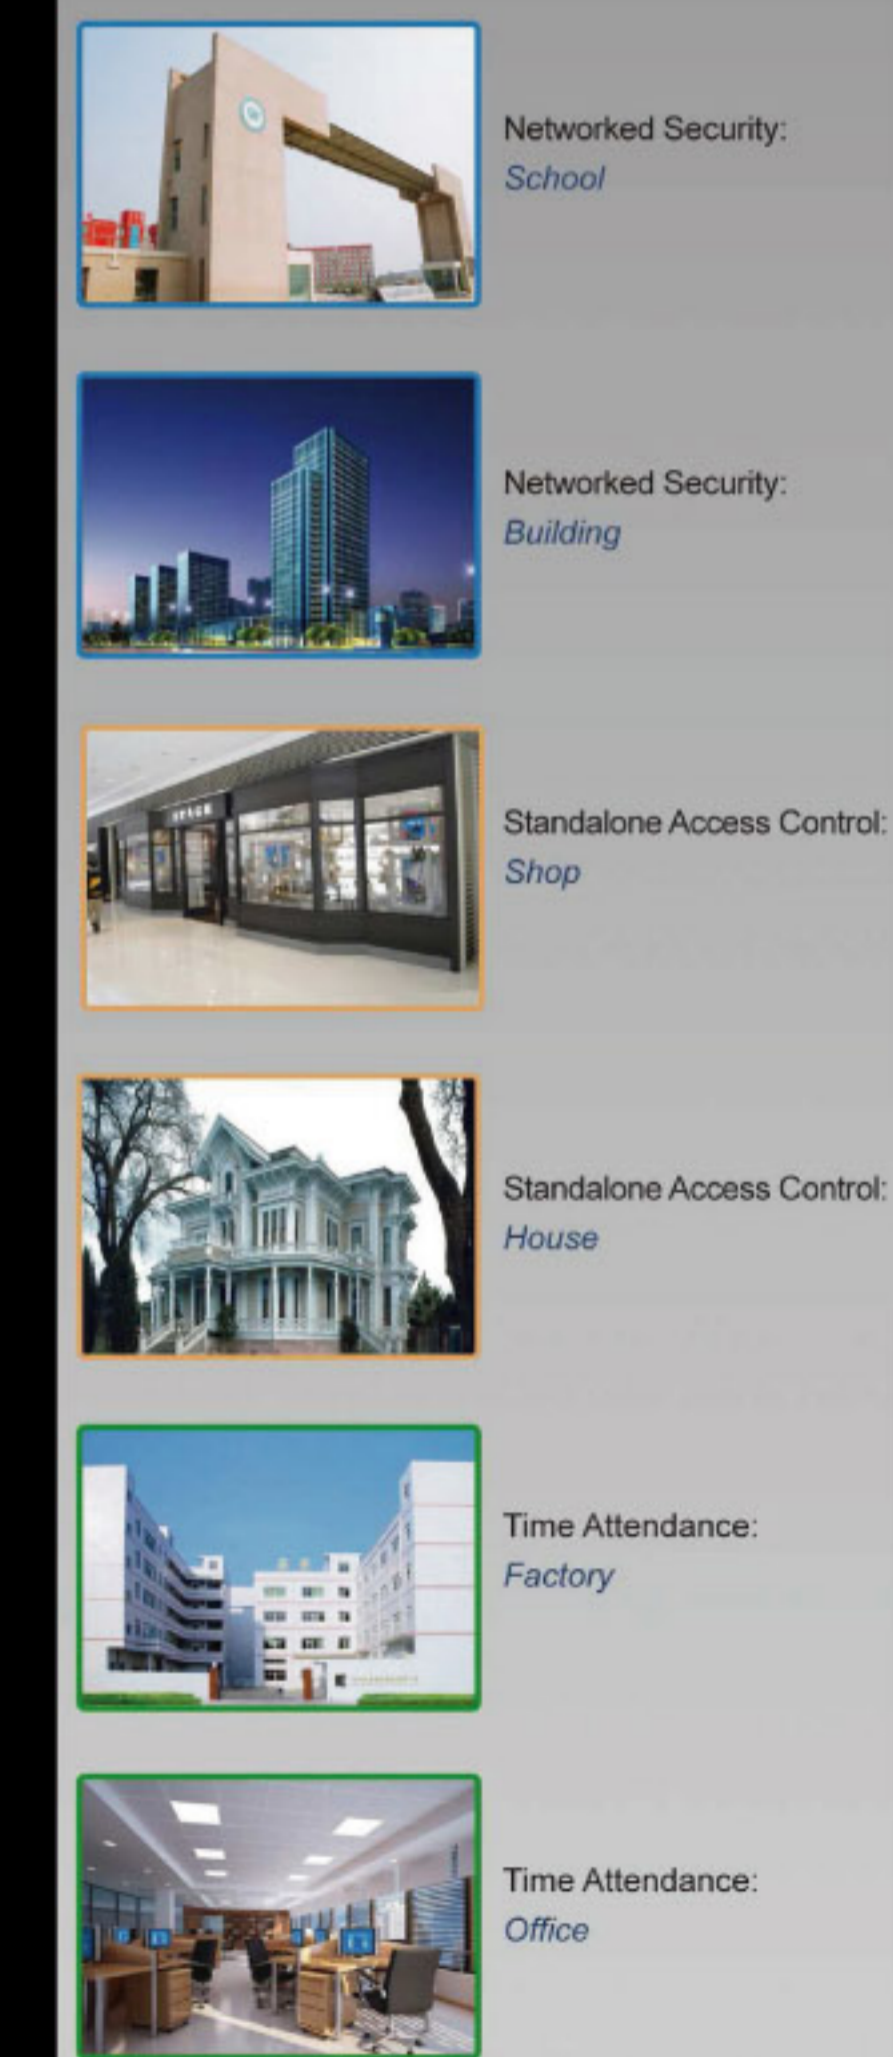 Networked Security:
School
Networked Security:
Building
Standalone Access Control:
Shop
Standalone Access Control:
House
Time Attendance:
Factory
Time Attendance:
Office